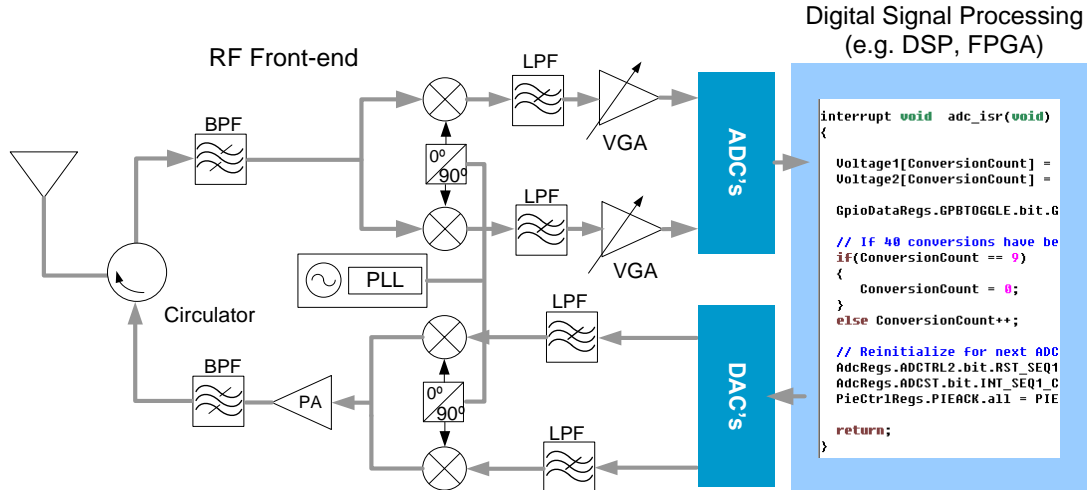 Digital Signal Processing
(e.g. DSP, FPGA)
RF Front-end
LPF
BPF
VGA
ADC's
0º
90º
LPF
VGA
PLL
Circulator
LPF
BPF
PA
0º
90º
DAC's
LPF
interrupt void adc_isr(void)
{
Voltage1[ConversionCount] =
Voltage2[ConversionCount] =
GpioDataRegs.GPBTOGGLE.bit.G
// If 40 conversions have be
if(ConversionCount == 9)
{
ConversionCount = 0;
}
else ConversionCount++;
// Reinitialize for next ADC
AdcRegs.ADCTRL2.bit.RST_SEQ1
AdcRegs.ADCST.bit.INT_SEQ1_C
PieCtrlRegs.PIEACK.all = PIE
return;
}